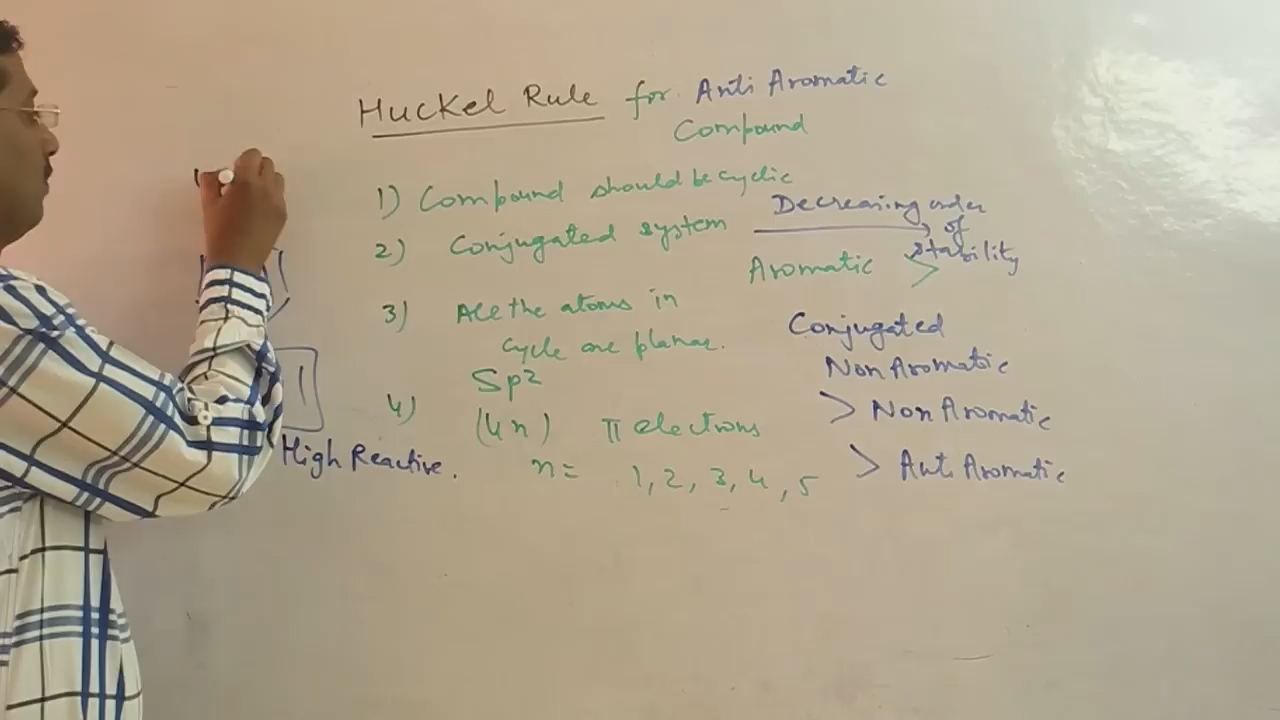 Huckel Rule for Anti Aromatic
Compound
1) Compound should be cyclic
2) Conjugated system
3) All the atoms in
cycle are planar.
Sp²
4) (4n) π electrons
n= 1, 2, 3, 4, 5
High Reactive.
Decreasing order
of
stability
Aromatic >
Conjugated
Non Aromatic
> Non Aromatic
> Anti Aromatic